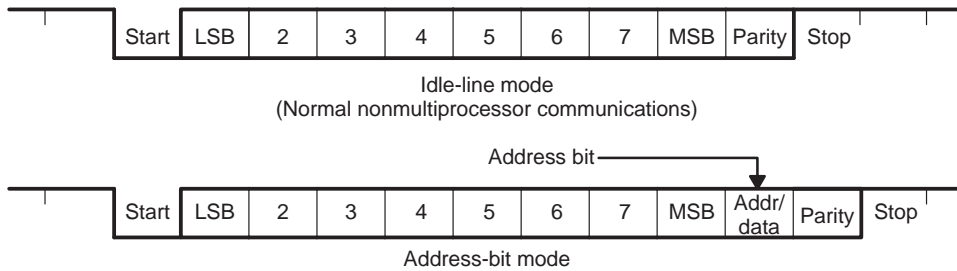 Start LSB 2 3 4 5 6 7 MSB Parity Stop
Idle-line mode
(Normal nonmultiprocessor communications)
Address bit
Start LSB 2 3 4 5 6 7 MSB Addr/ data Parity Stop
Address-bit mode